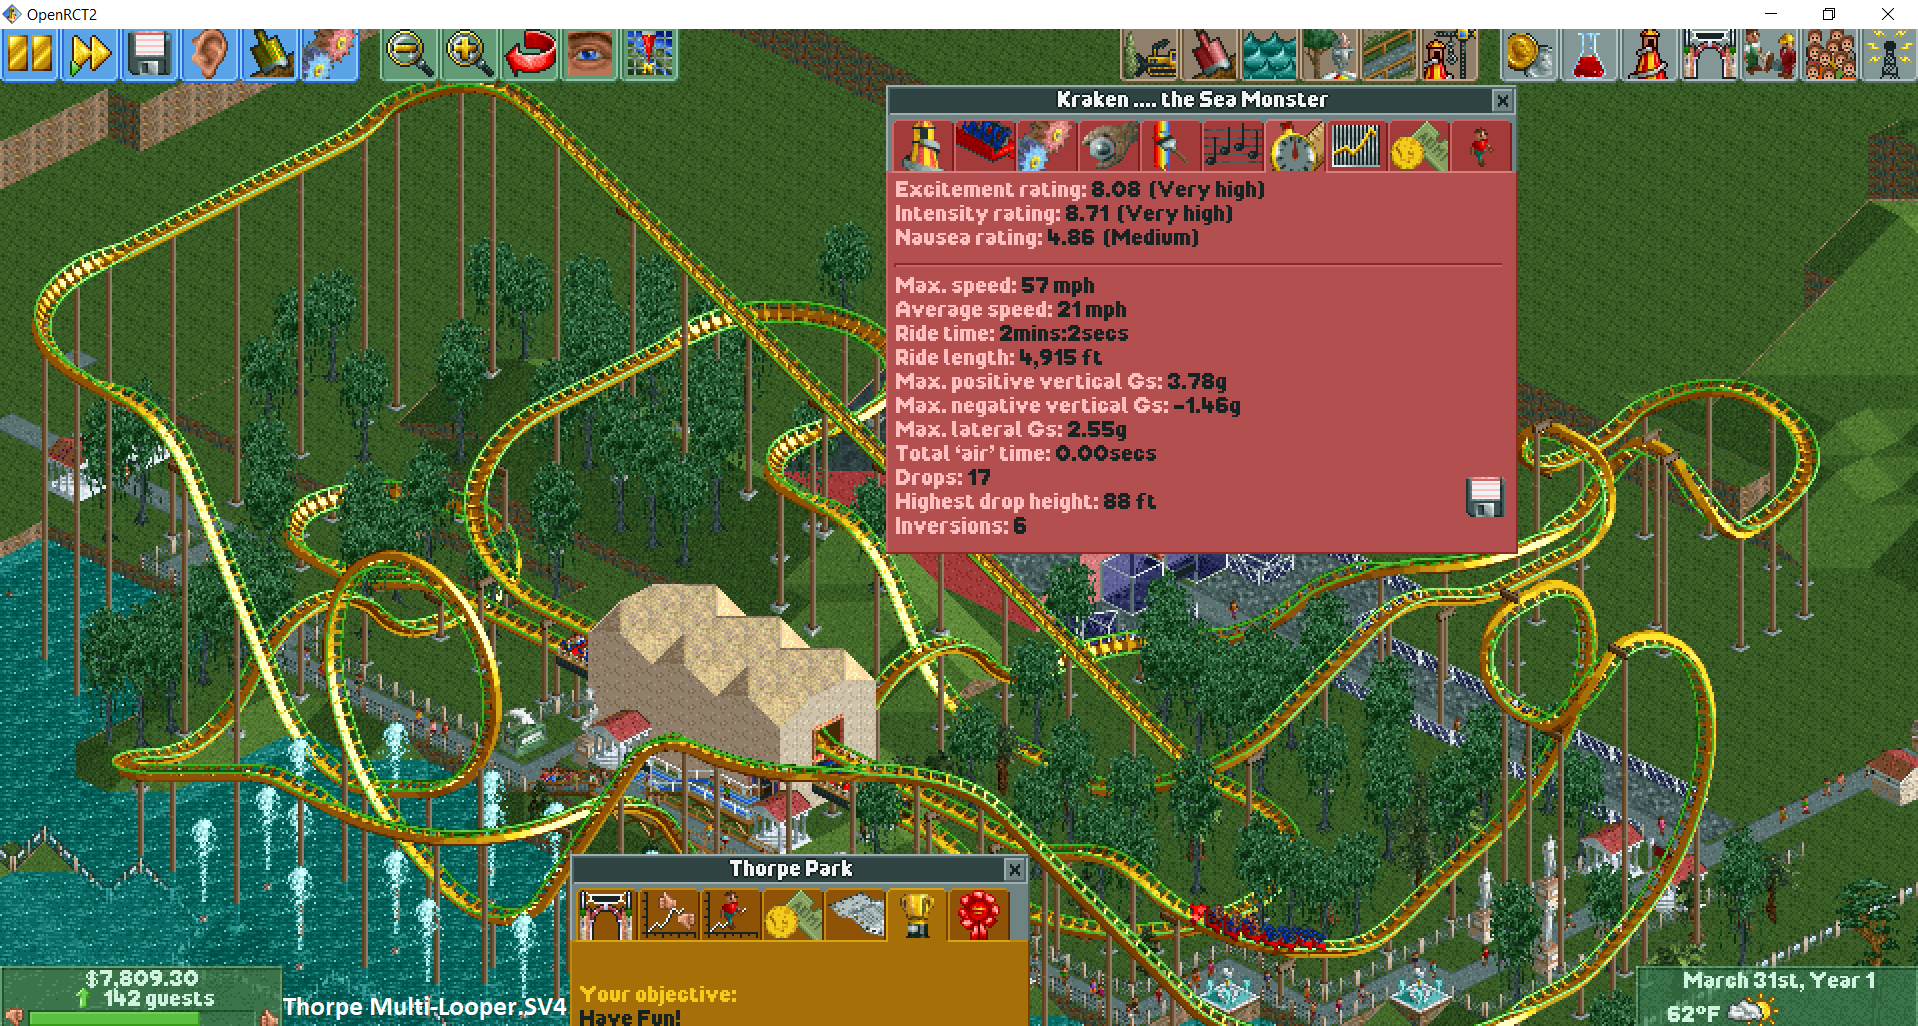 OpenRCT2
Kraken .... the Sea Monster
Excitement rating: 8.08 (Very high)
Intensity rating: 8.71 (Very high)
Nausea rating: 4.86 (Medium)
Max. speed: 57 mph
Average speed: 21 mph
Ride time: 2mins:2secs
Ride length: 4,915 ft
Max. positive vertical Gs: 3.78g
Max. negative vertical Gs: -1.46g
Max. lateral Gs: 2.55g
Total ‘air’ time: 0.00secs
Drops: 17
Highest drop height: 88 ft
Inversions: 6
Thorpe Park
Your objective:
Have Fun!
$7,809.30
142 guests
Thorpe Multi-Looper.SV4
March 31st, Year 1
62°F